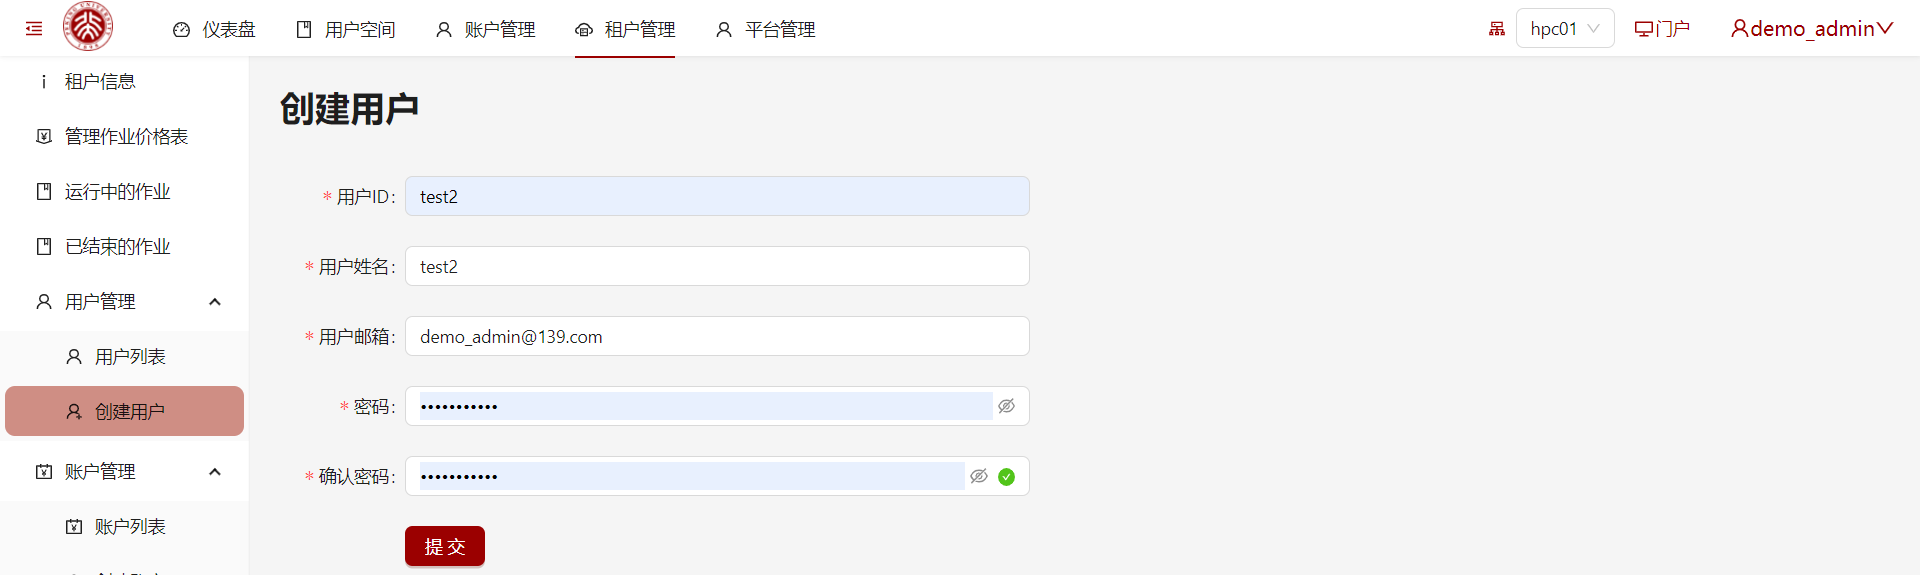 仪表盘 用户空间 账户管理 租户管理 平台管理 hpc01 门户 demo_admin
租户信息
管理作业价格表
运行中的作业
已结束的作业
用户管理
用户列表
创建用户
账户管理
账户列表
创建用户
* 用户ID: test2
* 用户姓名: test2
* 用户邮箱: demo_admin@139.com
* 密码: •••••••••••
* 确认密码: •••••••••••
提 交